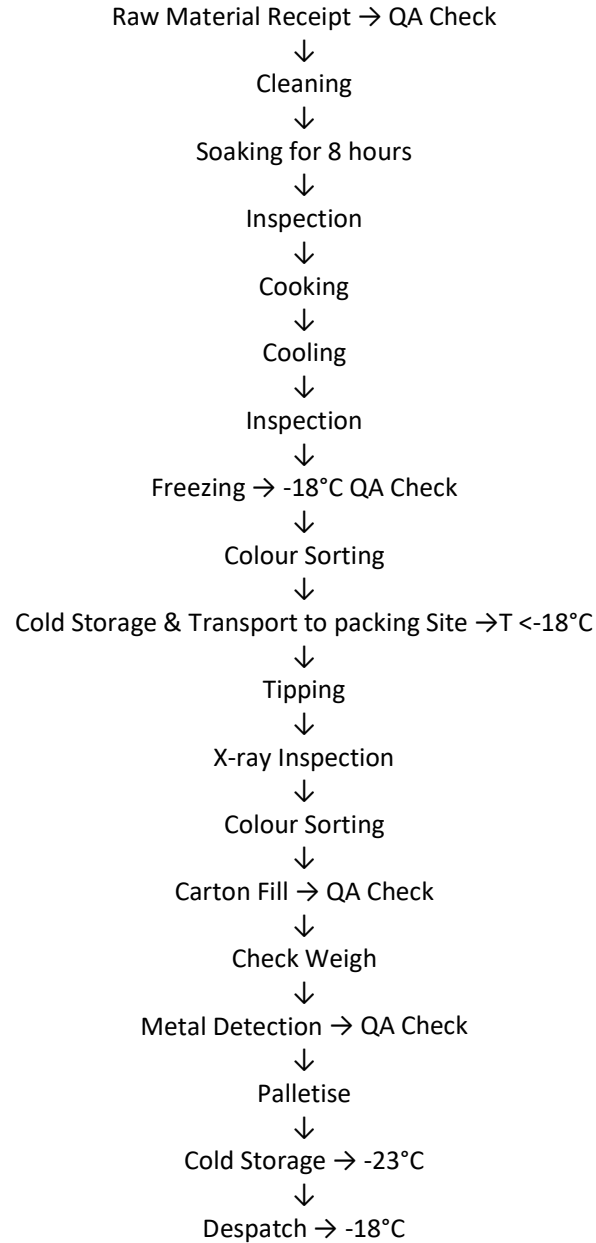 Raw Material Receipt → QA Check
↓
Cleaning
↓
Soaking for 8 hours
↓
Inspection
↓
Cooking
↓
Cooling
↓
Inspection
↓
Freezing → -18°C QA Check
↓
Colour Sorting
↓
Cold Storage & Transport to packing Site →T <-18°C
↓
Tipping
↓
X-ray Inspection
↓
Colour Sorting
↓
Carton Fill → QA Check
↓
Check Weigh
↓
Metal Detection → QA Check
↓
Palletise
↓
Cold Storage → -23°C
↓
Despatch → -18°C